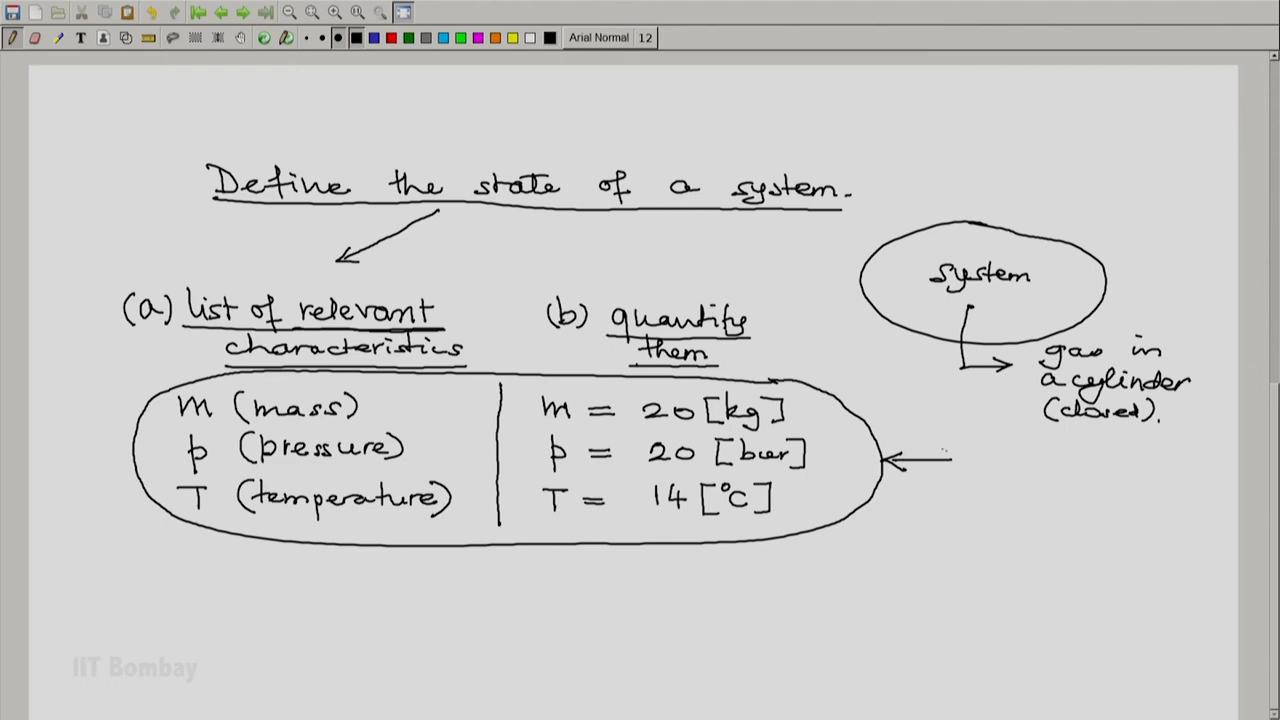 Arial Normal 12
Define the state of a system.
system
(a) list of relevant characteristics
(b) quantify them
gas in
a cylinder
(closed).
m (mass) m = 20 [kg]
p (pressure) p = 20 [bar]
T (temperature) T = 14 [°C]
IIT Bombay